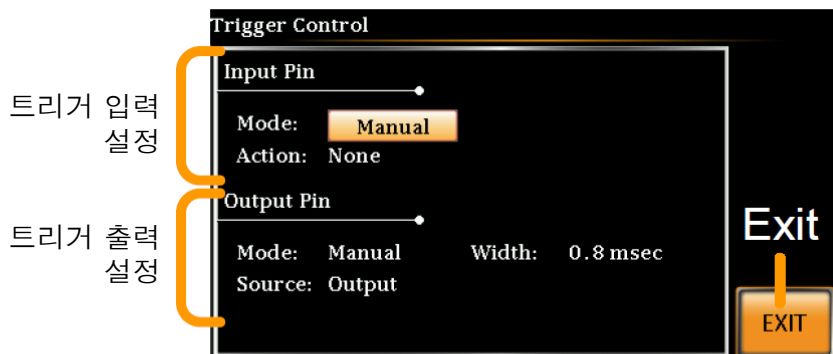 Trigger Control
트리거 입력
설정
Input Pin
Mode: Manual
Action: None
트리거 출력
설정
Output Pin
Mode: Manual Width: 0.8 msec
Source: Output
Exit
EXIT